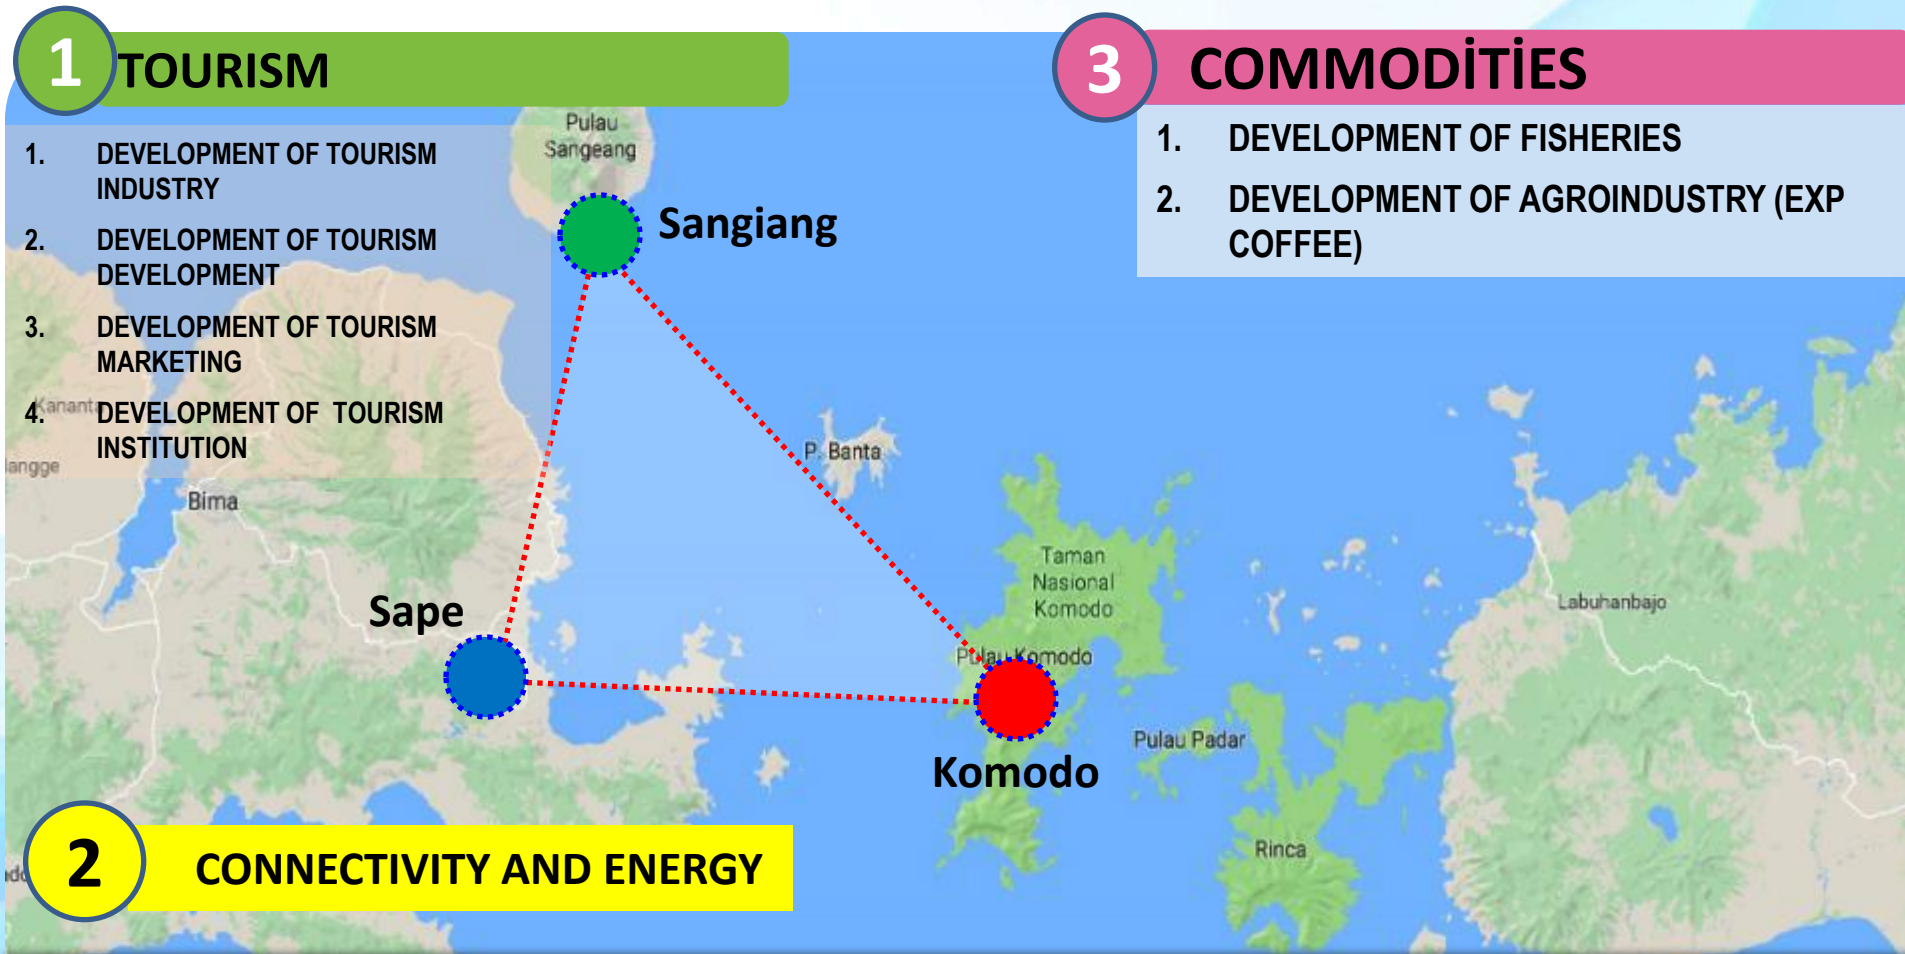 1 TOURISM
1. DEVELOPMENT OF TOURISM
INDUSTRY
2. DEVELOPMENT OF TOURISM
DEVELOPMENT
3. DEVELOPMENT OF TOURISM
MARKETING
4. DEVELOPMENT OF TOURISM
INSTITUTION
3 COMMODİTİES
1. DEVELOPMENT OF FISHERIES
2. DEVELOPMENT OF AGROINDUSTRY (EXP
COFFEE)
Pulau
Sangeang
Sangiang
Kananta
langge
Bima
P. Banta
Sape
Taman
Nasional
Komodo
Pulau Komodo
Labuhanbajo
Komodo
Pulau Padar
Rinca
2 CONNECTIVITY AND ENERGY